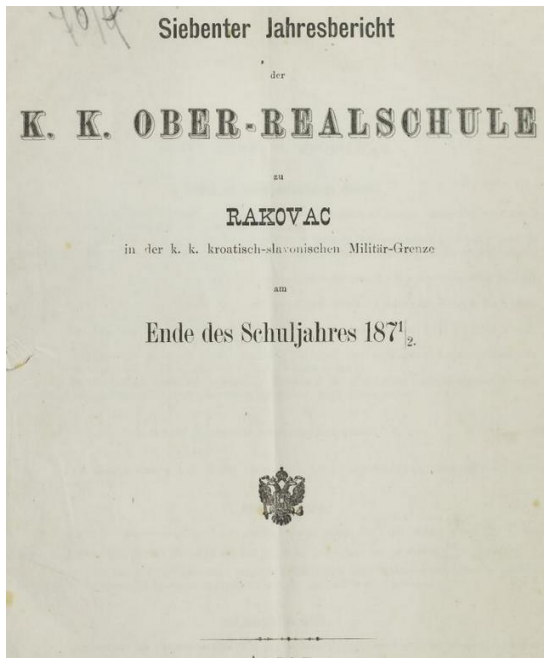 Siebenter Jahresbericht
der
K. K. OBER-REALSCHULE
zu
RAKOVAC
in der k. k. kroatisch-slavonischen Militär-Grenze
am
Ende des Schuljahres 187½.